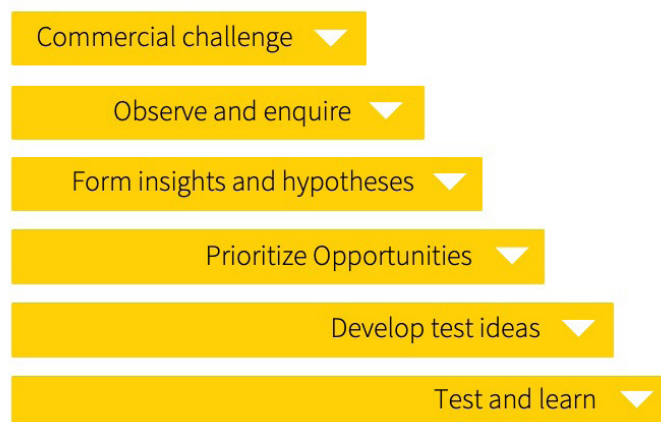 Commercial challenge
Observe and enquire
Form insights and hypotheses
Prioritize Opportunities
Develop test ideas
Test and learn